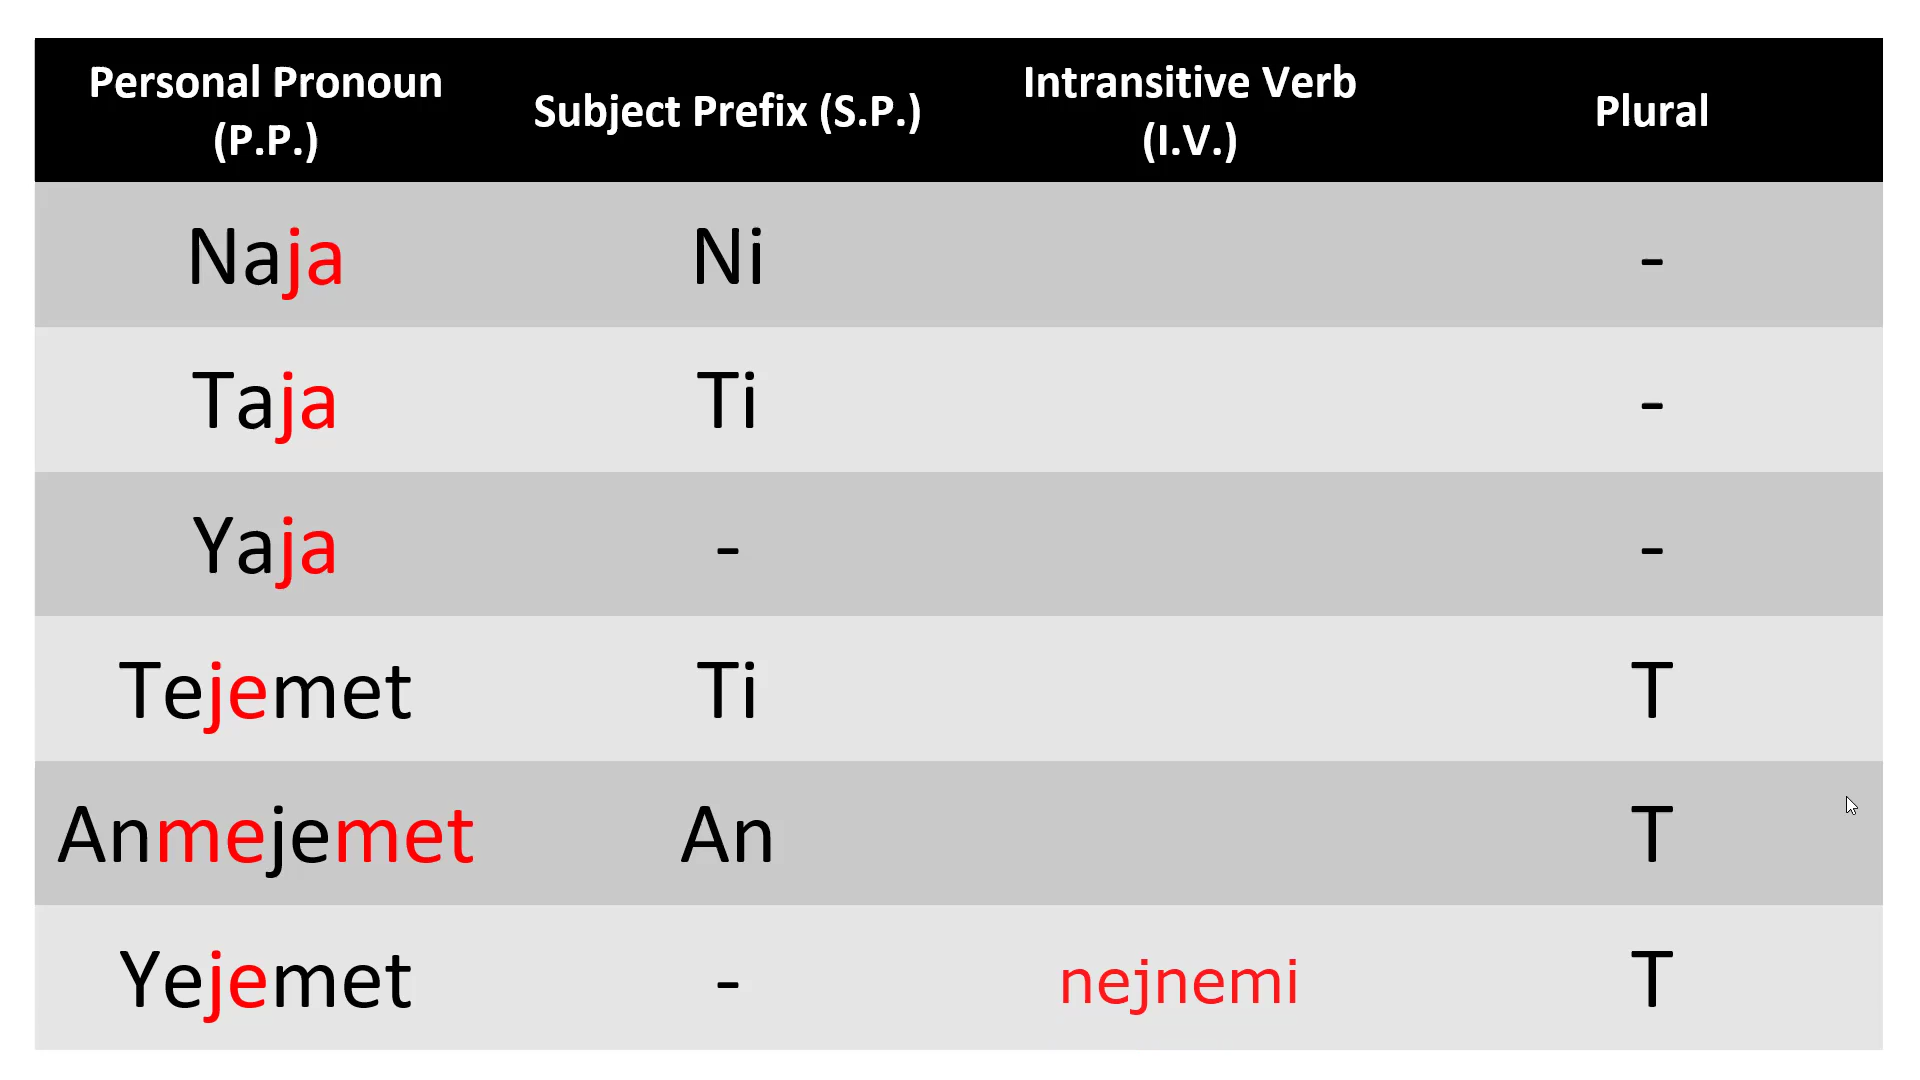 Personal Pronoun (P.P.) Subject Prefix (S.P.) Intransitive Verb (I.V.) Plural
Naja Ni -
Taja Ti -
Yaja - -
Tejemet Ti T
Anmejemet An T
Yejemet - nejnemi T